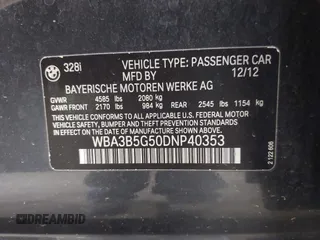 328i VEHICLE TYPE: PASSENGER CAR
MFD BY: 12/12
BAYERISCHE MOTOREN WERKE AG
GVWR 4585 lbs 2080 kg
GAWR FRONT 2170 lbs 984 kg REAR 2545 lbs 1154 kg
THIS VEHICLE CONFORMS TO ALL APPLICABLE
U.S. FEDERAL MOTOR VEHICLE SAFETY, BUMPER
AND THEFT PREVENTION STANDARDS IN EFFECT
ON THE DATE OF MANUFACTURE SHOWN ABOVE.
WBA3B5G50DNP40353
2 122 608
DREAMBID